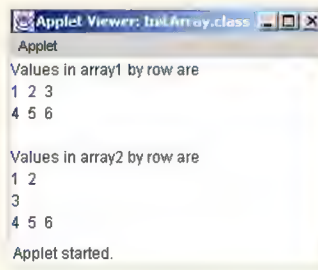 Applet Viewer: InitArray.class
Applet
Values in array1 by row are
1 2 3
4 5 6
Values in array2 by row are
1 2
3
4 5 6
Applet started.